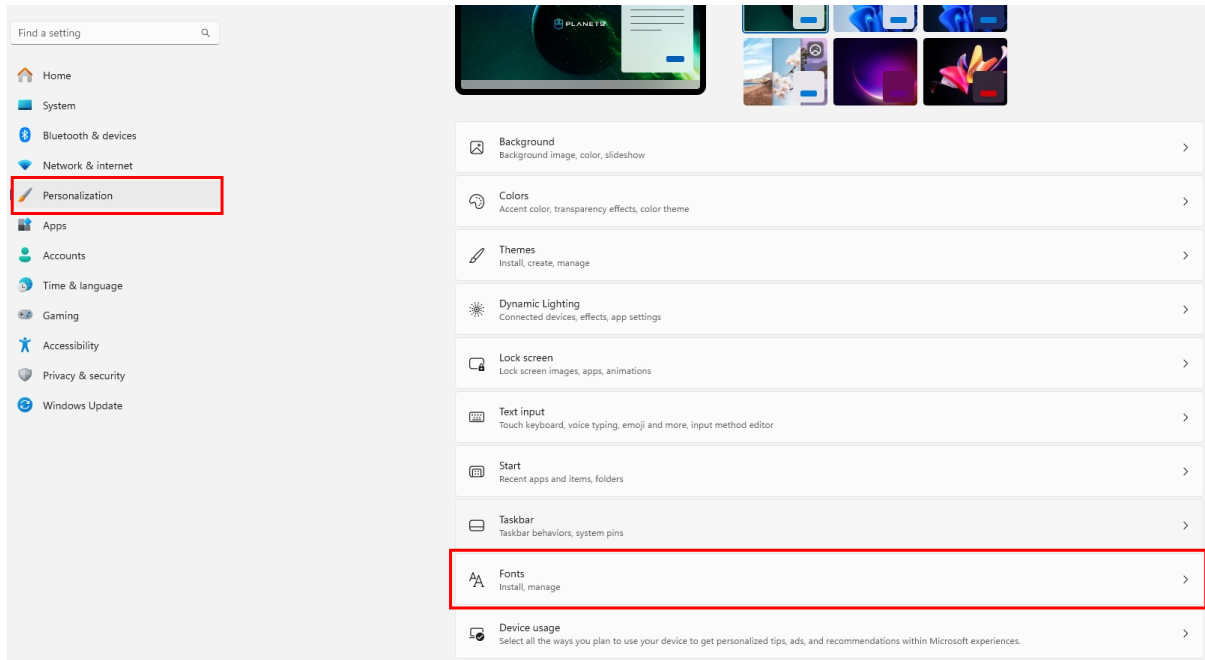 Find a setting
Home
System
Bluetooth & devices
Network & internet
Personalization
Apps
Accounts
Time & language
Gaming
Accessibility
Privacy & security
Windows Update
PLANET9
Background
Background image, color, slideshow
Colors
Accent color, transparency effects, color theme
Themes
Install, create, manage
Dynamic Lighting
Connected devices, effects, app settings
Lock screen
Lock screen images, apps, animations
Text input
Touch keyboard, voice typing, emoji and more, input method editor
Start
Recent apps and items, folders
Taskbar
Taskbar behaviors, system pins
Fonts
Install, manage
Device usage
Select all the ways you plan to use your device to get personalized tips, ads, and recommendations within Microsoft experiences.